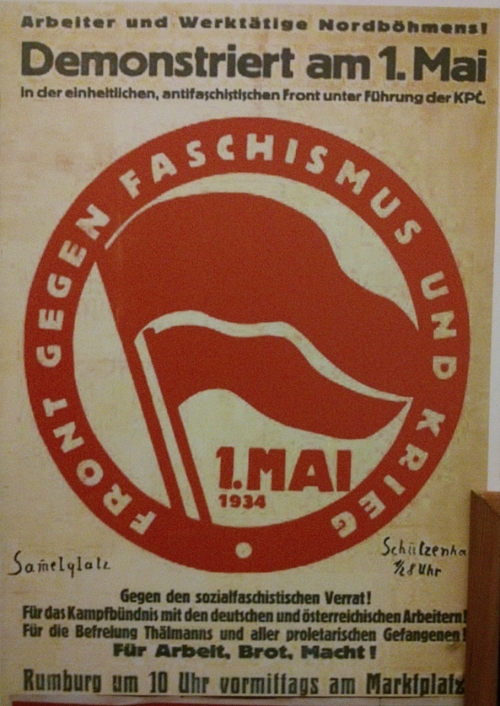 Arbeiter und Werktätige Nordböhmens!
Demonstriert am 1. Mai
in der einheitlichen, antifaschistischen Front unter Führung der KPČ.
FRONT GEGEN FASCHISMUS UND KRIEG
1. MAI
1934
Samelglatz
Schützenha
1/2 8 Uhr
Gegen den sozialfaschistischen Verrat!
Für das Kampfbündnis mit den deutschen und österreichischen Arbeitern!
Für die Befreiung Thälmanns und aller proletarischen Gefangenen!
Für Arbeit, Brot, Macht!
Rumburg um 10 Uhr vormittags am Marktplatz